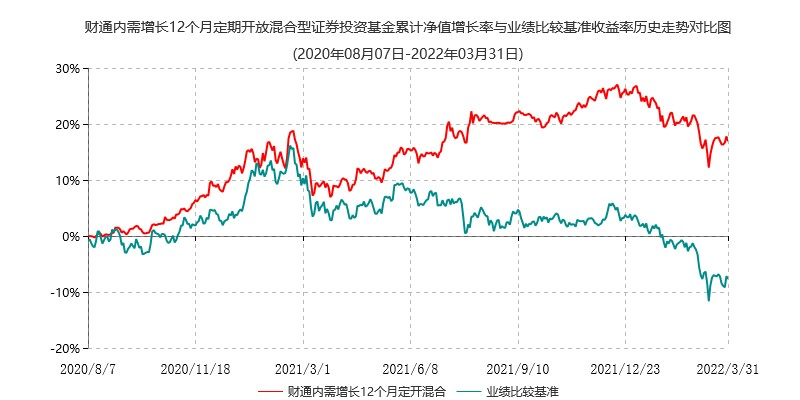 财通内需增长12个月定期开放混合型证券投资基金累计净值增长率与业绩比较基准收益率历史走势对比图
(2020年08月07日-2022年03月31日)
30%
20%
10%
0%
-10%
-20%
2020/8/7 2020/11/18 2021/3/1 2021/6/8 2021/9/10 2021/12/23 2022/3/31
财通内需增长12个月定开混合 业绩比较基准